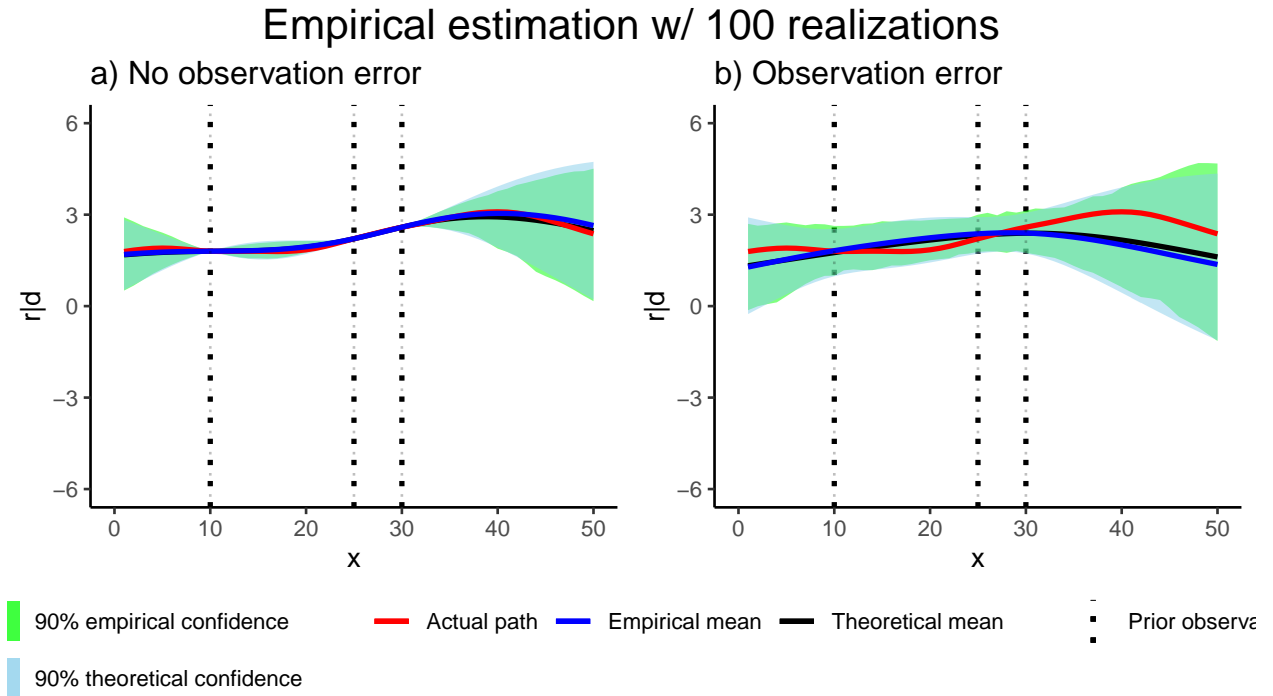 Empirical estimation w/ 100 realizations
a) No observation error
b) Observation error
6
3
0
−3
−6
r|d
0 10 20 30 40 50
x
6
3
0
−3
−6
r|d
0 10 20 30 40 50
x
90% empirical confidence
Actual path
Empirical mean
Theoretical mean
Prior observa
90% theoretical confidence